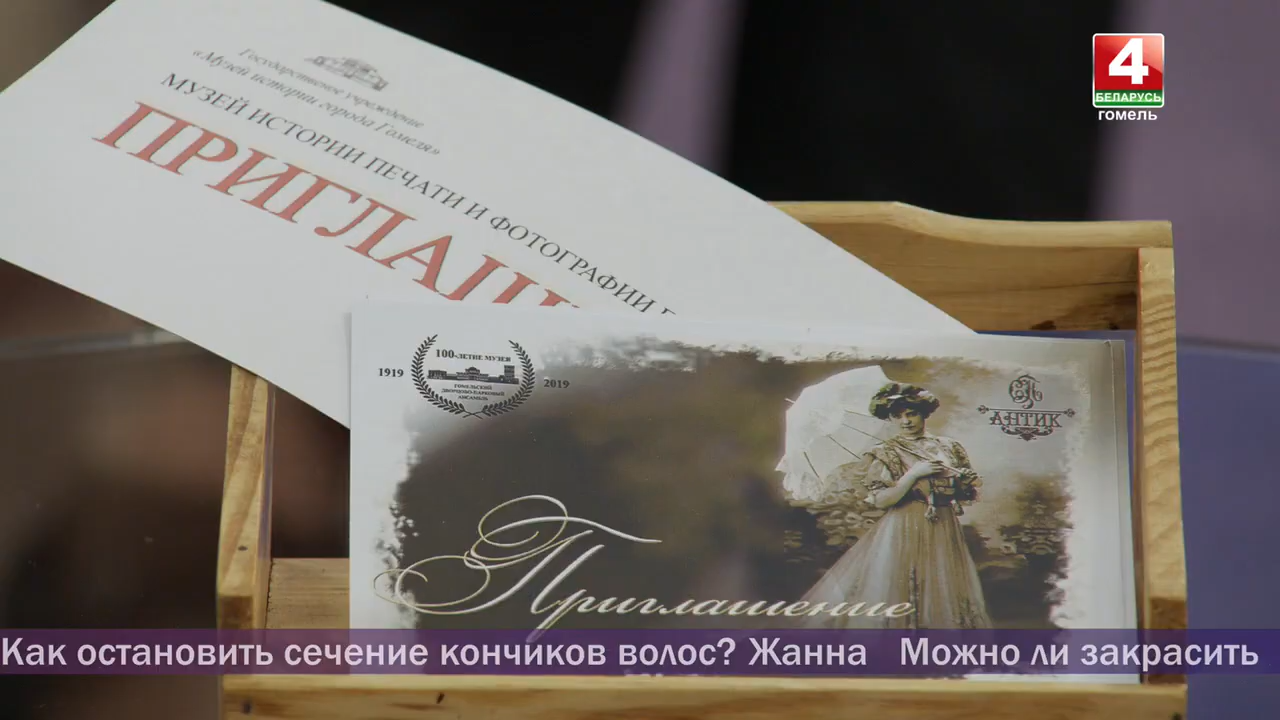 4
БЕЛАРУСЬ
ГОМЕЛЬ
Государственное учреждение
«Музей истории города Гомеля»
МУЗЕЙ ИСТОРИИ ПЕЧАТИ И ФОТОГРАФИИ
ПРИГЛАШ
1919
100-ЛЕТИЕ МУЗЕЯ
ГОМЕЛЬСКИЙ
ДВОРЦОВО-ПАРКОВЫЙ
АНСАМБЛЬ
2019
АНТИК
Приглашение
Как остановить сечение кончиков волос? Жанна Можно ли закрасить